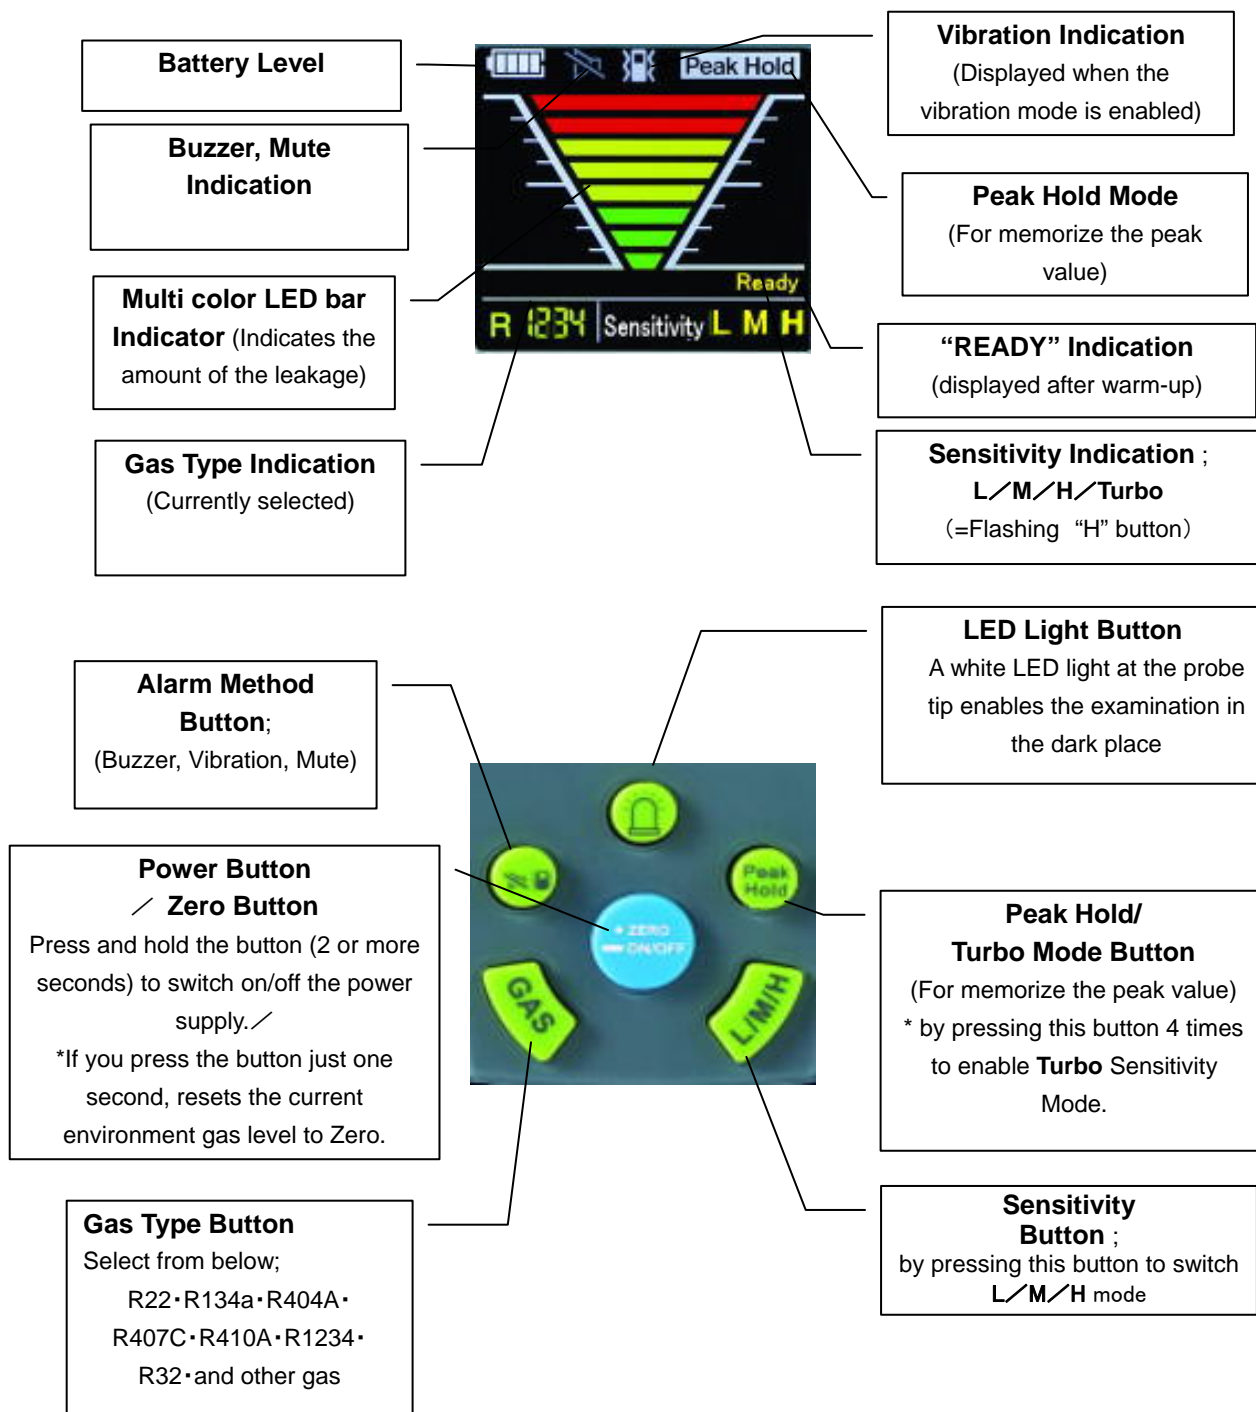 Battery Level
Buzzer, Mute
Indication
Multi color LED bar
Indicator (Indicates the
amount of the leakage)
Gas Type Indication
(Currently selected)
Peak Hold
Ready
R 1234 Sensitivity L M H
Vibration Indication
(Displayed when the
vibration mode is enabled)
Peak Hold Mode
(For memorize the peak
value)
“READY” Indication
(displayed after warm-up)
Sensitivity Indication ;
L／M／H／Turbo
（=Flashing “H” button）
Alarm Method
Button;
(Buzzer, Vibration, Mute)
Power Button
／ Zero Button
Press and hold the button (2 or more
seconds) to switch on/off the power
supply.／
*If you press the button just one
second, resets the current
environment gas level to Zero.
Gas Type Button
Select from below;
R22・R134a・R404A・
R407C・R410A・R1234・
R32・and other gas
Peak
Hold
• ZERO
— ON/OFF
GAS
L/M/H
LED Light Button
A white LED light at the probe
tip enables the examination in
the dark place
Peak Hold/
Turbo Mode Button
(For memorize the peak value)
* by pressing this button 4 times
to enable Turbo Sensitivity
Mode.
Sensitivity
Button ;
by pressing this button to switch
L／M／H mode